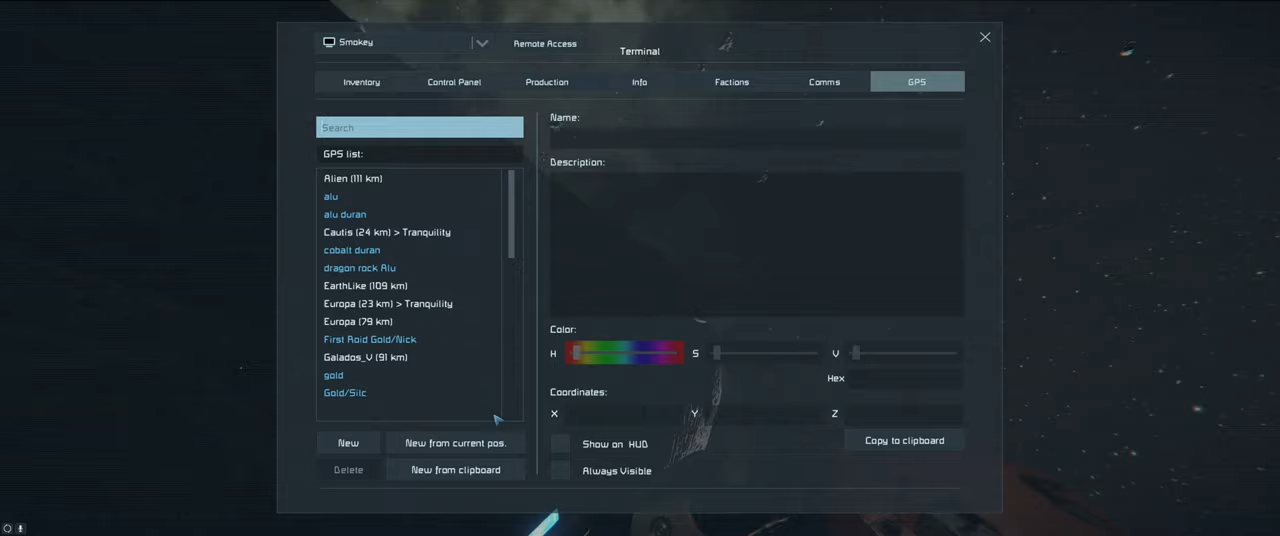 Smokey
Remote Access
Terminal
Inventory
Control Panel
Production
Info
Factions
Comms
GPS
Search
GPS list:
Alien (111 km)
alu
alu duran
Cautis (24 km) > Tranquility
cobalt duran
dragon rock Alu
EarthLike (109 km)
Europa (23 km) > Tranquility
Europa (79 km)
First Raid Gold/Nick
Galados_V (91 km)
gold
Gold/Silc
New
New from current pos.
Delete
New from clipboard
Name:
Description:
Color:
H
S
V
Hex
Coordinates:
X
Y
Z
Show on HUD
Copy to clipboard
Always Visible